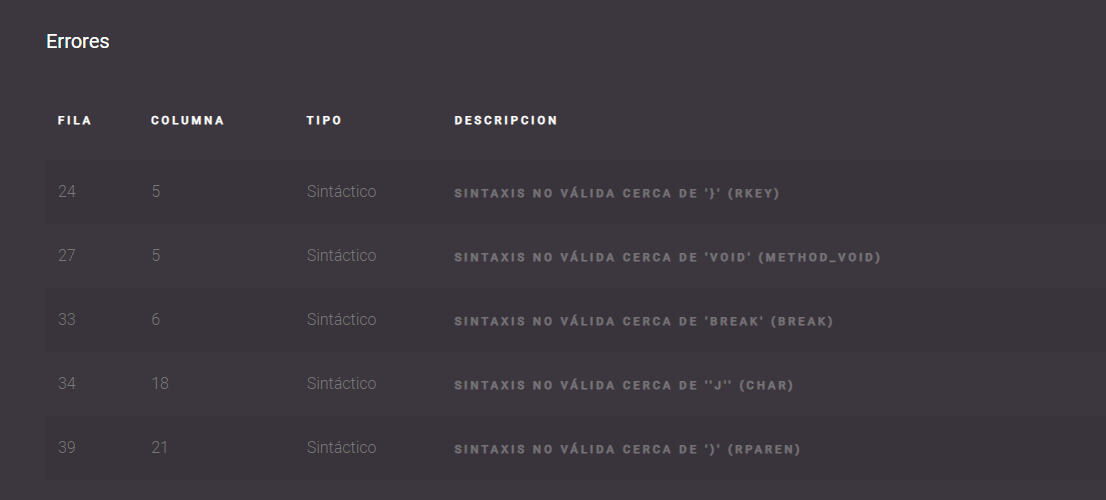 Errores
FILA COLUMNA TIPO DESCRIPCION
24 5 Sintáctico SINTAXIS NO VÁLIDA CERCA DE '}' (RKEY)
27 5 Sintáctico SINTAXIS NO VÁLIDA CERCA DE 'VOID' (METHOD_VOID)
33 6 Sintáctico SINTAXIS NO VÁLIDA CERCA DE 'BREAK' (BREAK)
34 18 Sintáctico SINTAXIS NO VÁLIDA CERCA DE ''J'' (CHAR)
39 21 Sintáctico SINTAXIS NO VÁLIDA CERCA DE ')' (RPAREN)